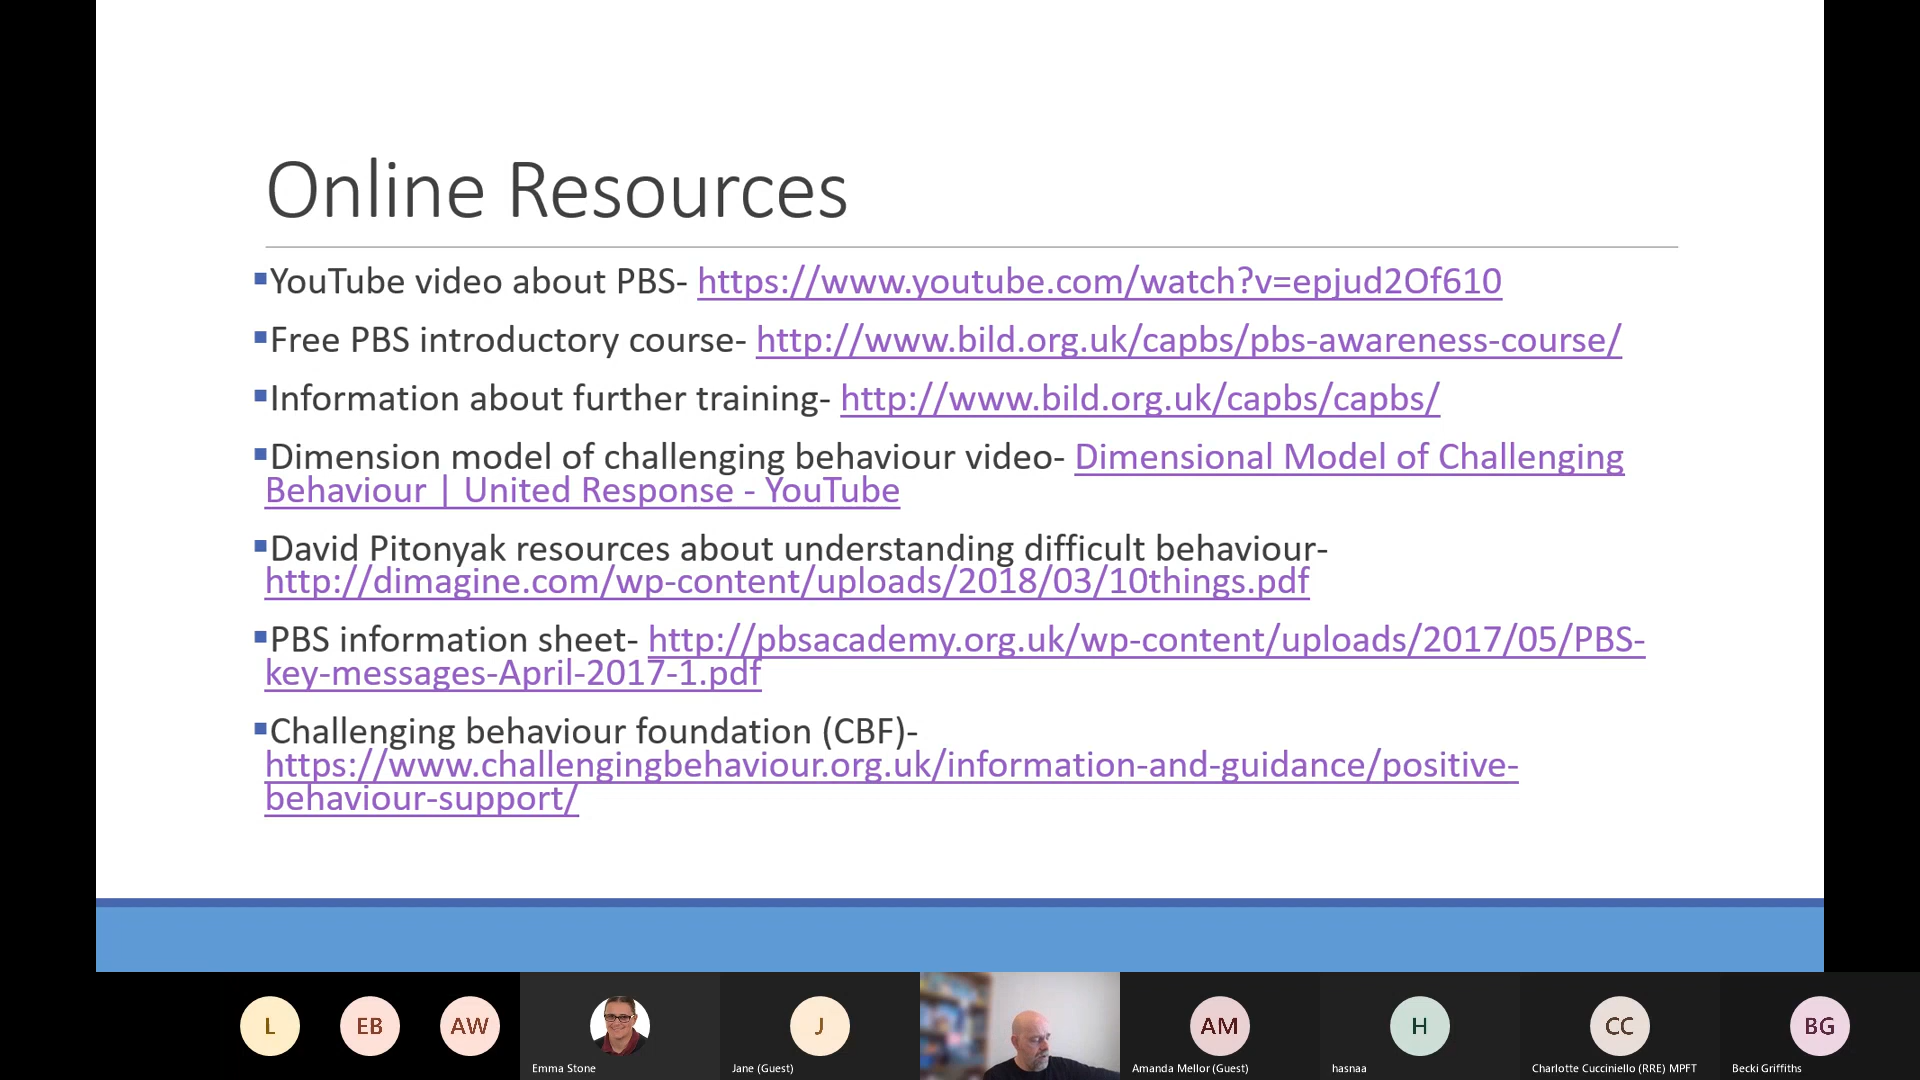 Online Resources
▪YouTube video about PBS- https://www.youtube.com/watch?v=epjud2Of610
▪Free PBS introductory course- http://www.bild.org.uk/capbs/pbs-awareness-course/
▪Information about further training- http://www.bild.org.uk/capbs/capbs/
▪Dimension model of challenging behaviour video- Dimensional Model of Challenging
Behaviour | United Response - YouTube
▪David Pitonyak resources about understanding difficult behaviour-
http://dimagine.com/wp-content/uploads/2018/03/10things.pdf
▪PBS information sheet- http://pbsacademy.org.uk/wp-content/uploads/2017/05/PBS-
key-messages-April-2017-1.pdf
▪Challenging behaviour foundation (CBF)-
https://www.challengingbehaviour.org.uk/information-and-guidance/positive-
behaviour-support/
L
EB
AW
Emma Stone
J
Jane (Guest)
AM
Amanda Mellor (Guest)
H
hasnaa
CC
Charlotte Cucciniello (RRE) MPFT
BG
Becki Griffiths